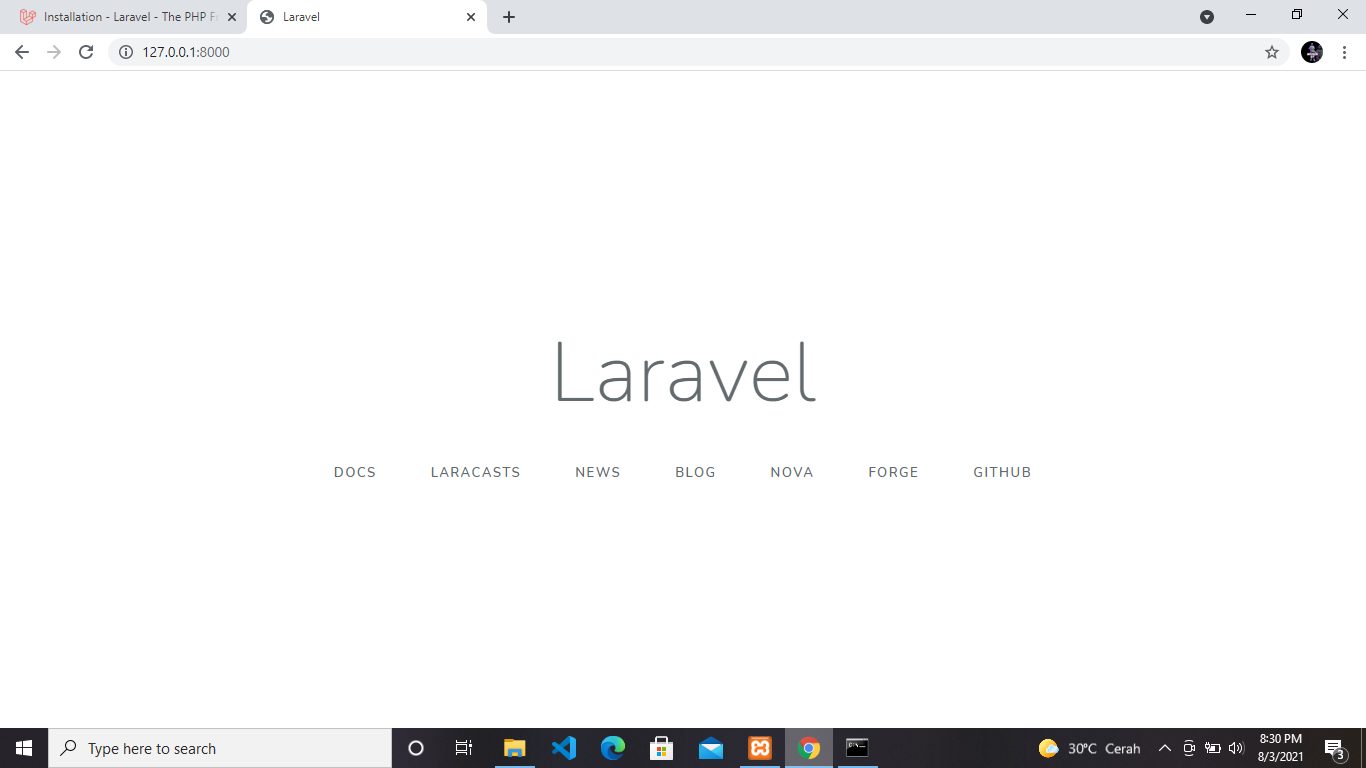 Installation - Laravel - The PHP Fr
Laravel
127.0.0.1:8000
Laravel
DOCS LARACASTS NEWS BLOG NOVA FORGE GITHUB
Type here to search
30°C Cerah
8:30 PM
8/3/2021
3